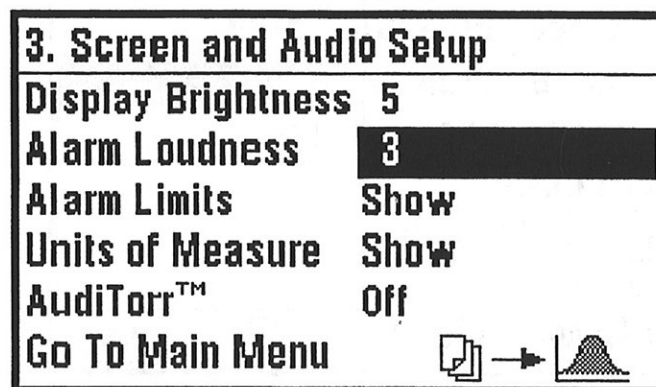 3. Screen and Audio Setup
Display Brightness 5
Alarm Loudness 3
Alarm Limits Show
Units of Measure Show
AudiTorr™ Off
Go To Main Menu